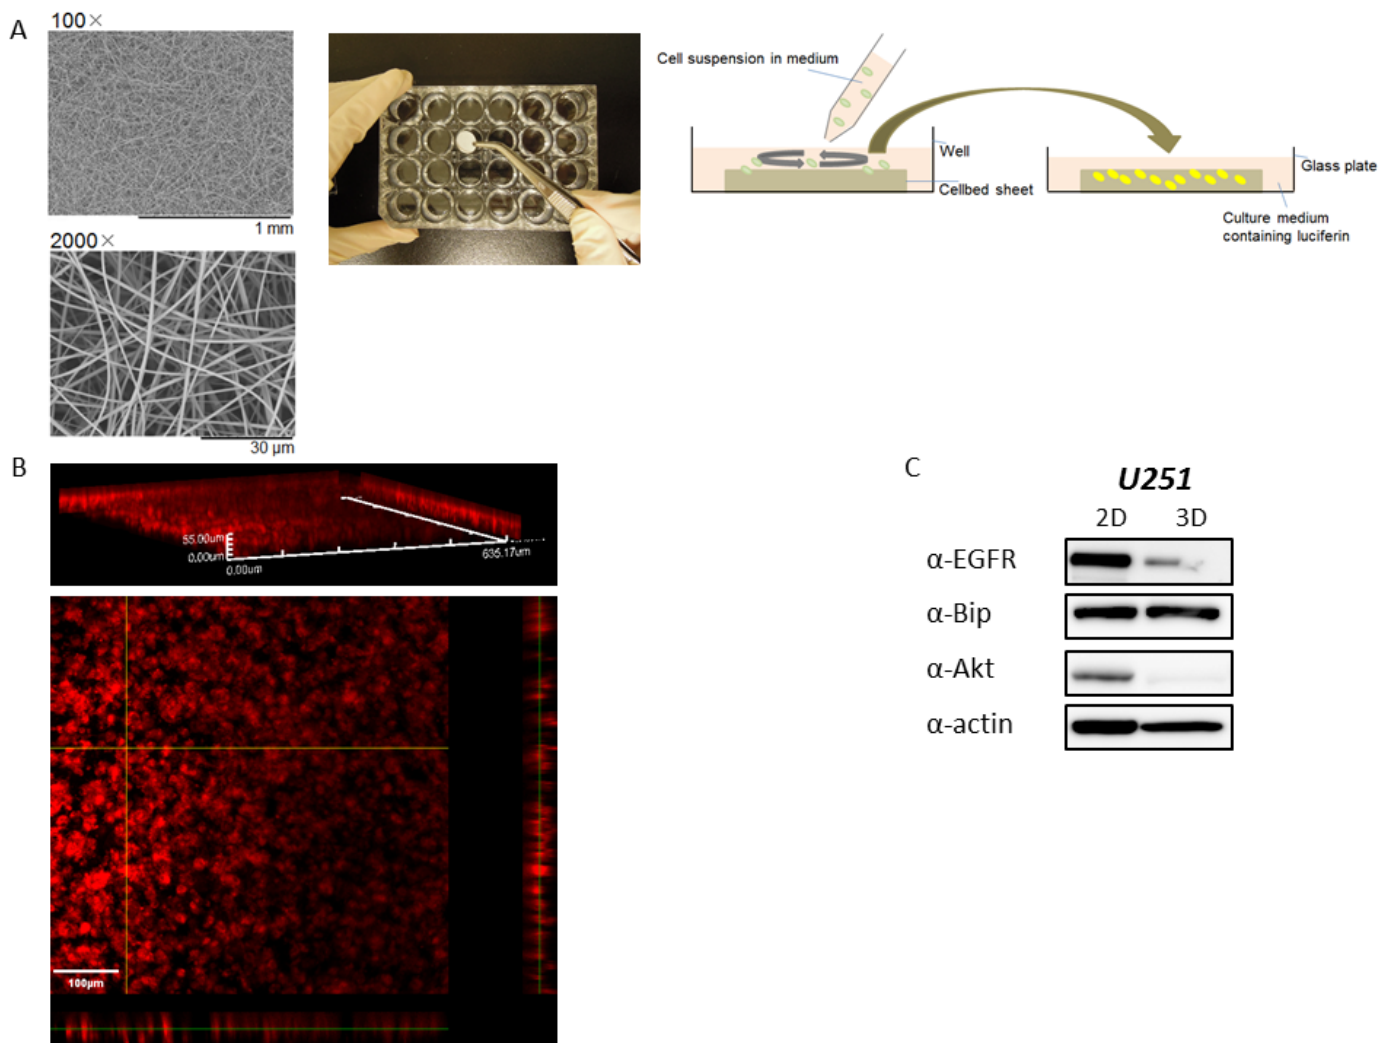 A
100×
1 mm
2000×
30 µm
Cell suspension in medium
Well
Cellbed sheet
Glass plate
Culture medium
containing luciferin
B
55.00um
0.00um
0.00um
635.17um
100µm
C
U251
2D 3D
α-EGFR
α-Bip
α-Akt
α-actin